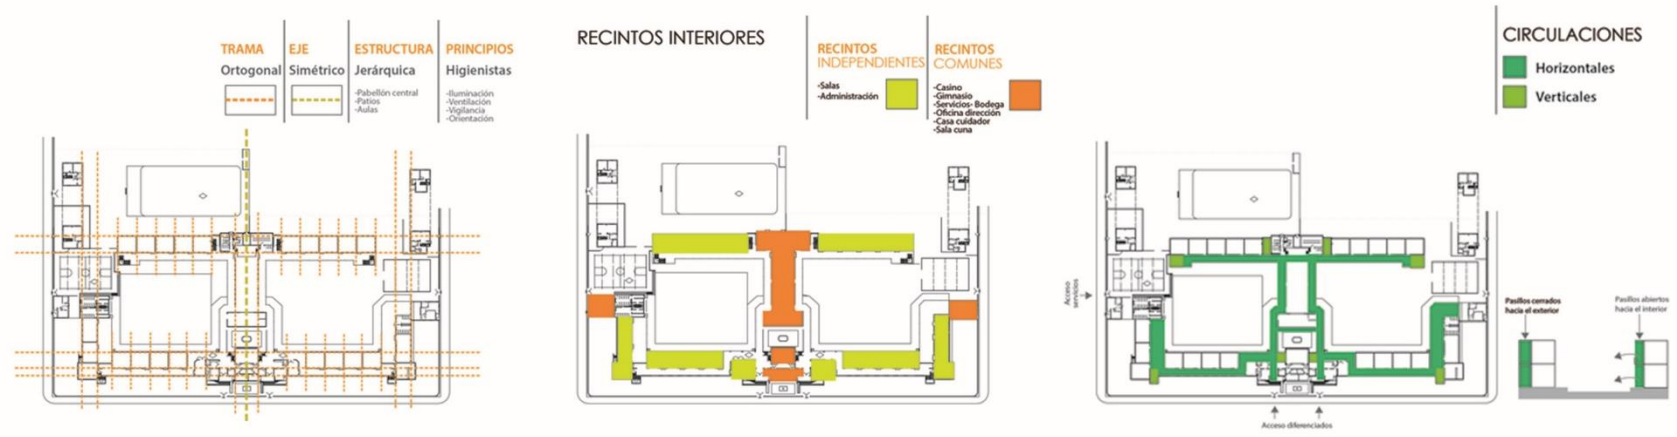 TRAMA
Ortogonal
EJE
Simétrico
ESTRUCTURA
Jerárquica
-Pabellón central
-Patios
-Aulas
PRINCIPIOS
Higienistas
-Iluminación
-Ventilación
-Vigilancia
-Orientación
RECINTOS INTERIORES
RECINTOS
INDEPENDIENTES
-Salas
-Administración
RECINTOS
COMUNES
-Casino
-Gimnasio
-Servicios- Bodega
-Oficina dirección
-Casa cuidador
-Sala cuna
CIRCULACIONES
Horizontales
Verticales
Acceso
servicios
Acceso diferenciados
Pasillos cerrados
hacia el exterior
Pasillos abiertos
hacia el interior